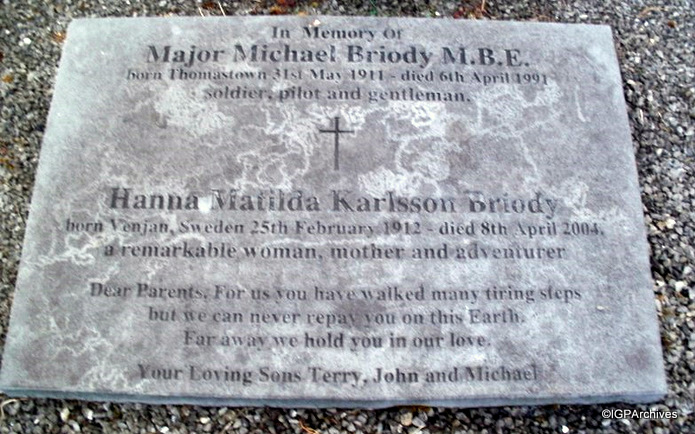 In Memory Of
Major Michael Briody M.B.E.
born Thomastown 31st May 1911 - died 6th April 1991
soldier, pilot and gentleman.
Hanna Matilda Karlsson Briody
born Venjan, Sweden 25th February 1912 - died 8th April 2004.
a remarkable woman, mother and adventurer
Dear Parents, For us you have walked many tiring steps
but we can never repay you on this Earth.
Far away we hold you in our love.
Your Loving Sons Terry, John and Michael
©IGPArchives